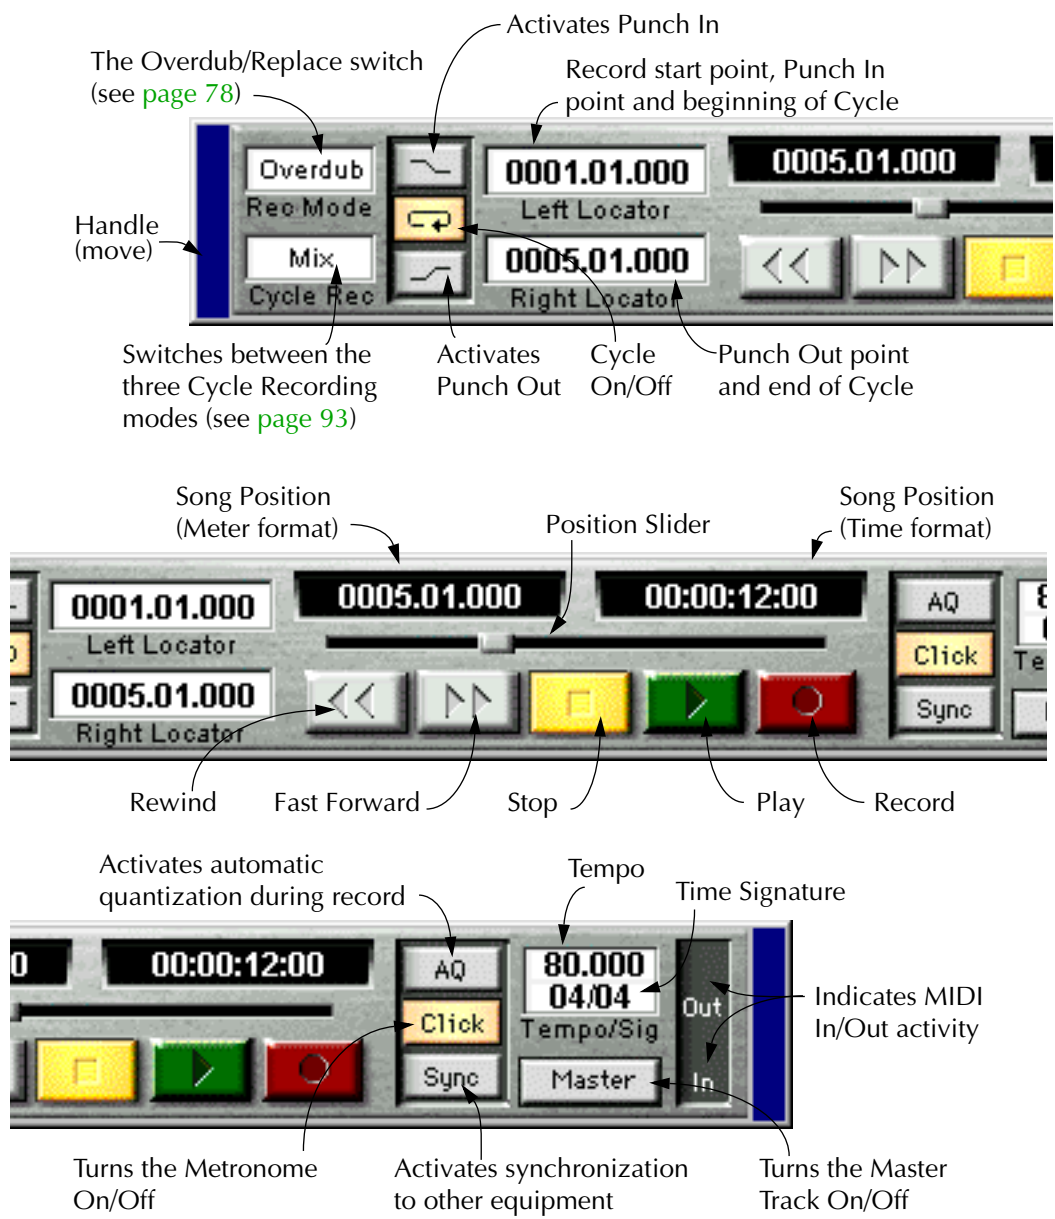 Activates Punch In
The Overdub/Replace switch
(see page 78)
Record start point, Punch In
point and beginning of Cycle
Overdub
Rec Mode
0001.01.000
Left Locator
0005.01.000
Handle
(move)
Mix
Cycle Rec
0005.01.000
Right Locator
Switches between the
three Cycle Recording
modes (see page 93)
Activates
Punch Out
Cycle
On/Off
Punch Out point
and end of Cycle
Song Position
(Meter format)
Position Slider
Song Position
(Time format)
0001.01.000
Left Locator
0005.01.000
00:00:12:00
AQ
Click
Te
0005.01.000
Right Locator
Sync
Rewind
Fast Forward
Stop
Play
Record
Activates automatic
quantization during record
Tempo
Time Signature
0
00:00:12:00
AQ
80.000
04/04
Click
Tempo/Sig
Out
Sync
Master
In
Indicates MIDI
In/Out activity
Turns the Metronome
On/Off
Activates synchronization
to other equipment
Turns the Master
Track On/Off